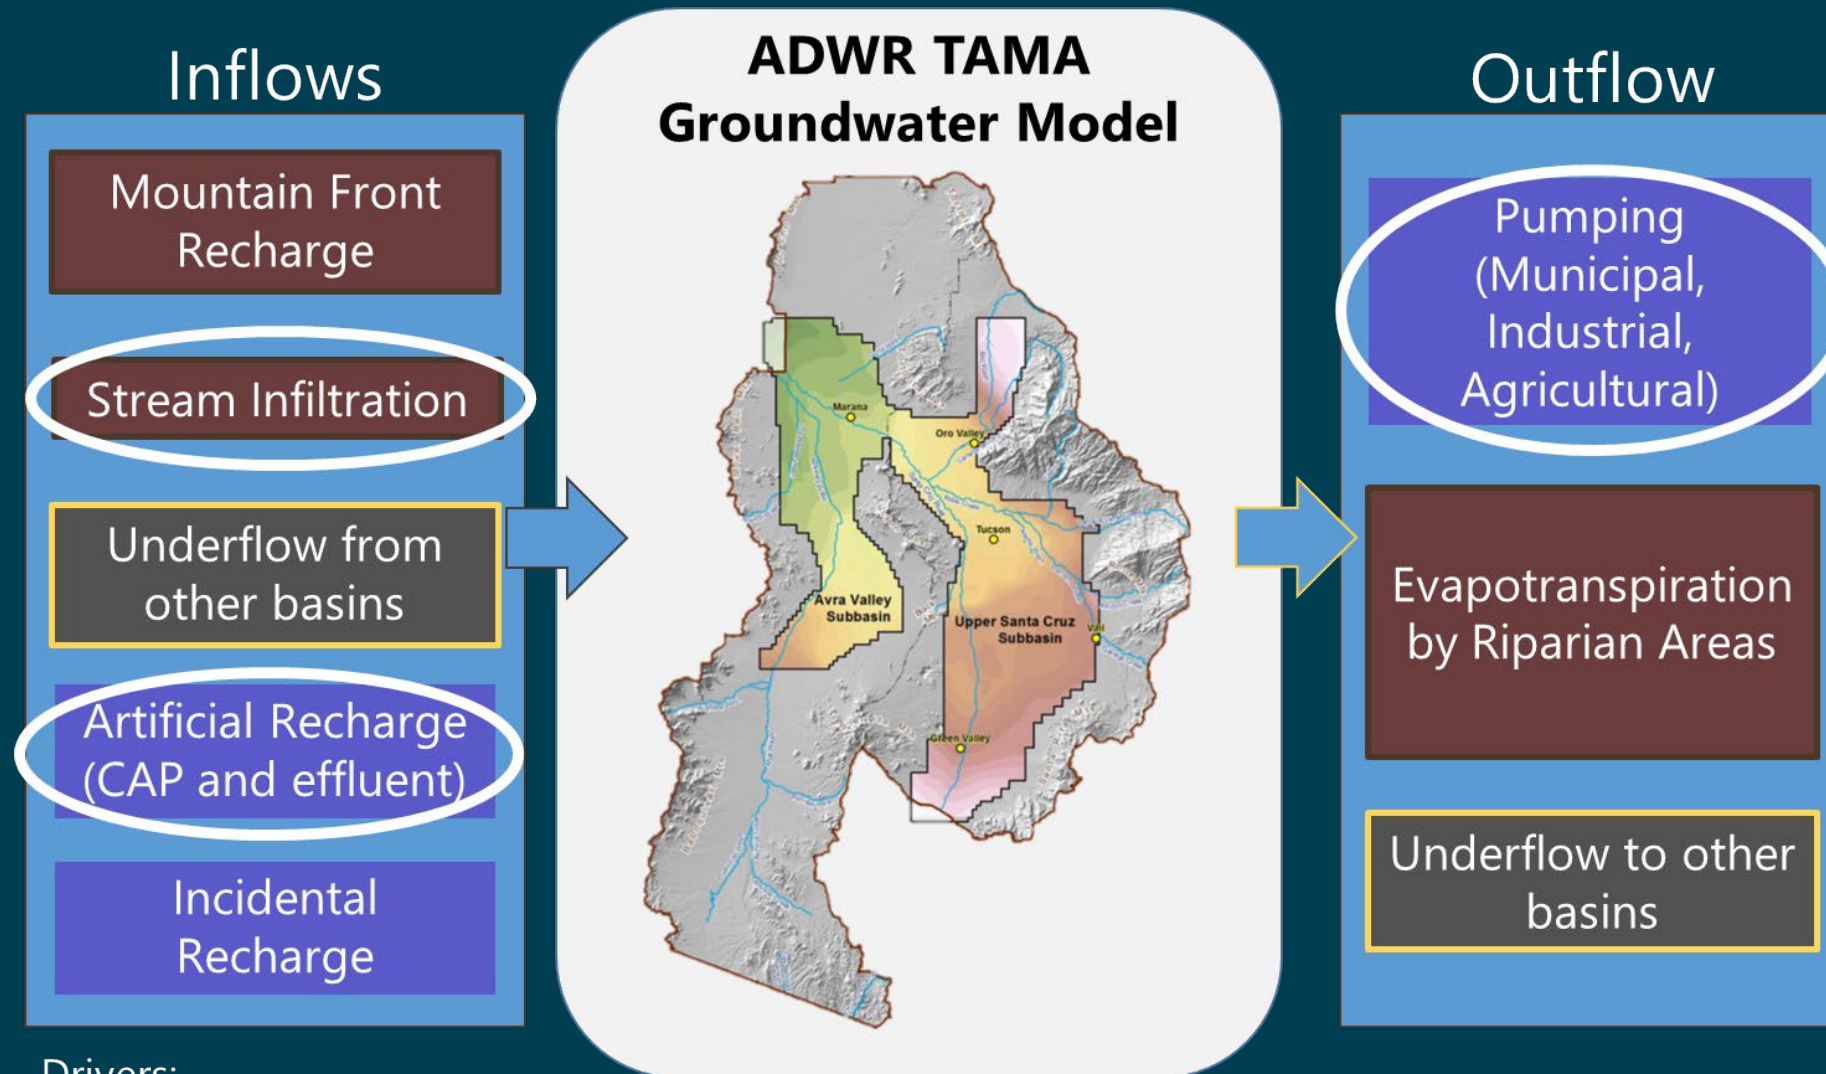 Inflows
Mountain Front
Recharge
Stream Infiltration
Underflow from
other basins
Artificial Recharge
(CAP and effluent)
Incidental
Recharge
Drivers:
ADWR TAMA
Groundwater Model
Marana
Oro Valley
Tucson
Avra Valley
Subbasin
Upper Santa Cruz
Subbasin
Vail
Green Valley
Outflow
Pumping
(Municipal,
Industrial,
Agricultural)
Evapotranspiration
by Riparian Areas
Underflow to other
basins